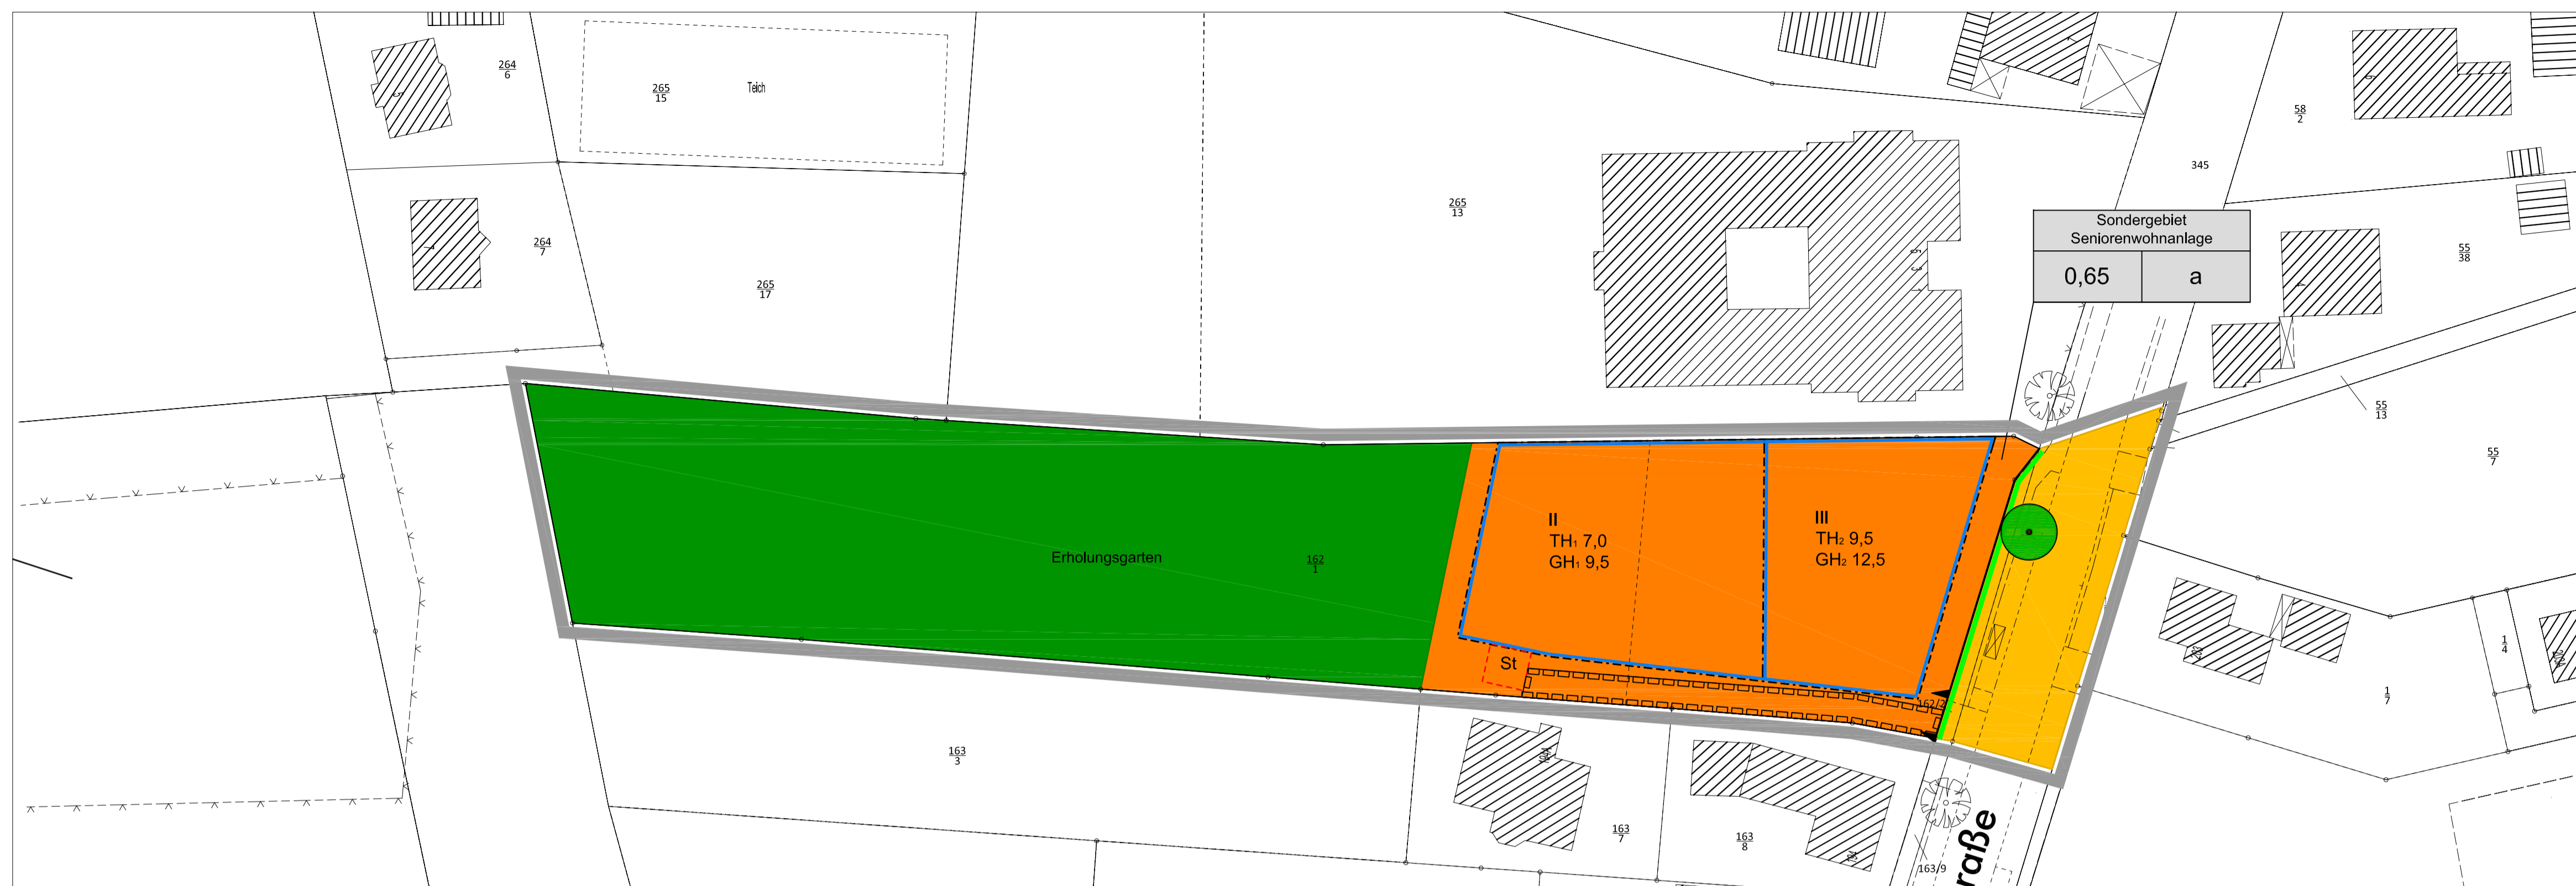 264
6
265
15
Teich
58
2
345
265
13
Sondergebiet
Seniorenwohnanlage
0,65
a
264
7
55
38
265
17
55
13
55
7
II
TH₁ 7,0
GH₁ 9,5
III
TH₂ 9,5
GH₂ 12,5
Erholungsgarten
162
1
St
162/2
1
4
1
7
163
3
163
7
163
8
163/9
raße